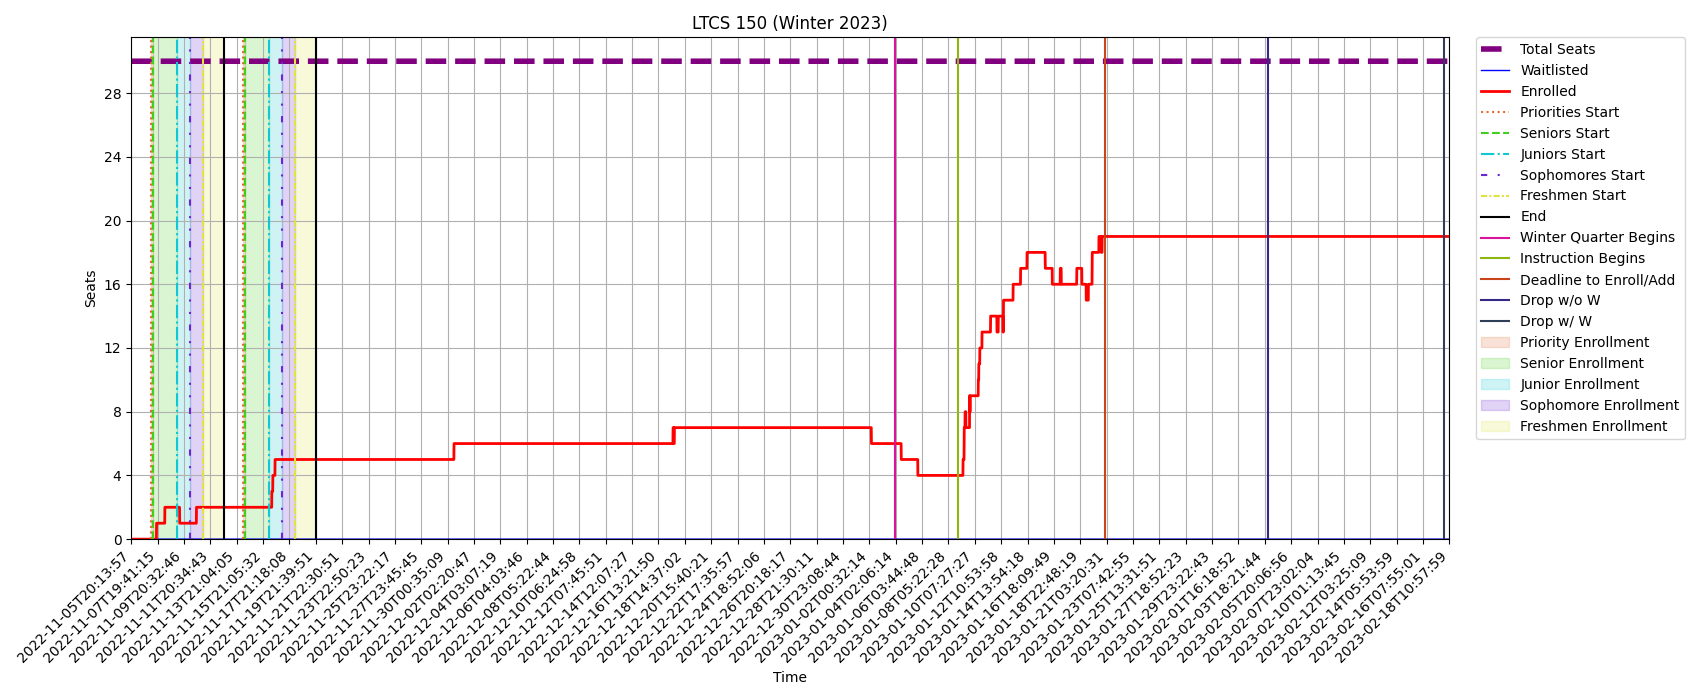 LTCS 150 (Winter 2023)
Seats
28
24
20
16
12
8
4
0
2022-11-05T20:13:57
2022-11-07T19:41:15
2022-11-09T20:32:46
2022-11-11T20:34:43
2022-11-13T21:04:05
2022-11-15T21:05:32
2022-11-17T21:18:09
2022-11-19T21:39:51
2022-11-21T22:30:51
2022-11-23T22:50:23
2022-11-25T23:22:17
2022-11-27T23:45:45
2022-11-30T00:35:09
2022-12-02T02:20:47
2022-12-04T03:07:19
2022-12-06T04:03:46
2022-12-08T05:22:44
2022-12-10T06:24:58
2022-12-12T07:45:51
2022-12-14T12:07:27
2022-12-16T13:21:50
2022-12-18T14:37:02
2022-12-20T15:40:21
2022-12-22T17:35:57
2022-12-24T18:52:06
2022-12-26T20:18:17
2022-12-28T21:30:11
2022-12-30T23:08:44
2023-01-02T00:32:14
2023-01-04T02:06:14
2023-01-06T03:44:48
2023-01-08T05:22:28
2023-01-10T07:27:27
2023-01-12T10:53:58
2023-01-14T13:54:18
2023-01-16T18:09:49
2023-01-18T22:48:19
2023-01-21T03:20:31
2023-01-23T07:42:55
2023-01-25T13:31:51
2023-01-27T18:52:23
2023-01-29T23:22:43
2023-02-01T16:18:52
2023-02-03T18:21:44
2023-02-05T20:06:56
2023-02-07T23:02:04
2023-02-10T01:13:45
2023-02-12T03:25:09
2023-02-14T05:53:59
2023-02-16T07:55:01
2023-02-18T10:57:59
Time
Total Seats
Waitlisted
Enrolled
Priorities Start
Seniors Start
Juniors Start
Sophomores Start
Freshmen Start
End
Winter Quarter Begins
Instruction Begins
Deadline to Enroll/Add
Drop w/o W
Drop w/ W
Priority Enrollment
Senior Enrollment
Junior Enrollment
Sophomore Enrollment
Freshmen Enrollment